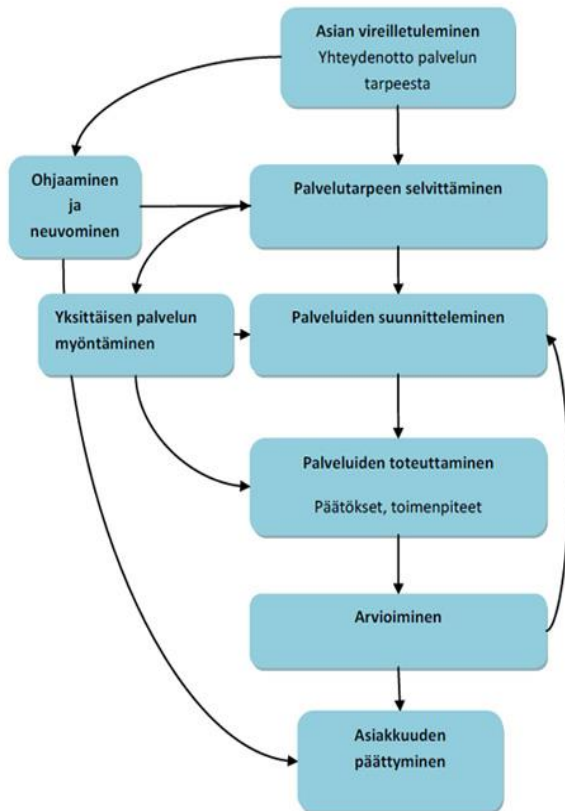 Asian vireilletuleminen
Yhteydenotto palvelun
tarpeesta
Ohjaaminen
ja
neuvominen
Palvelutarpeen selvittäminen
Yksittäisen palvelun
myöntäminen
Palveluiden suunnitteleminen
Palveluiden toteuttaminen
Päätökset, toimenpiteet
Arvioiminen
Asiakkuuden
päättyminen